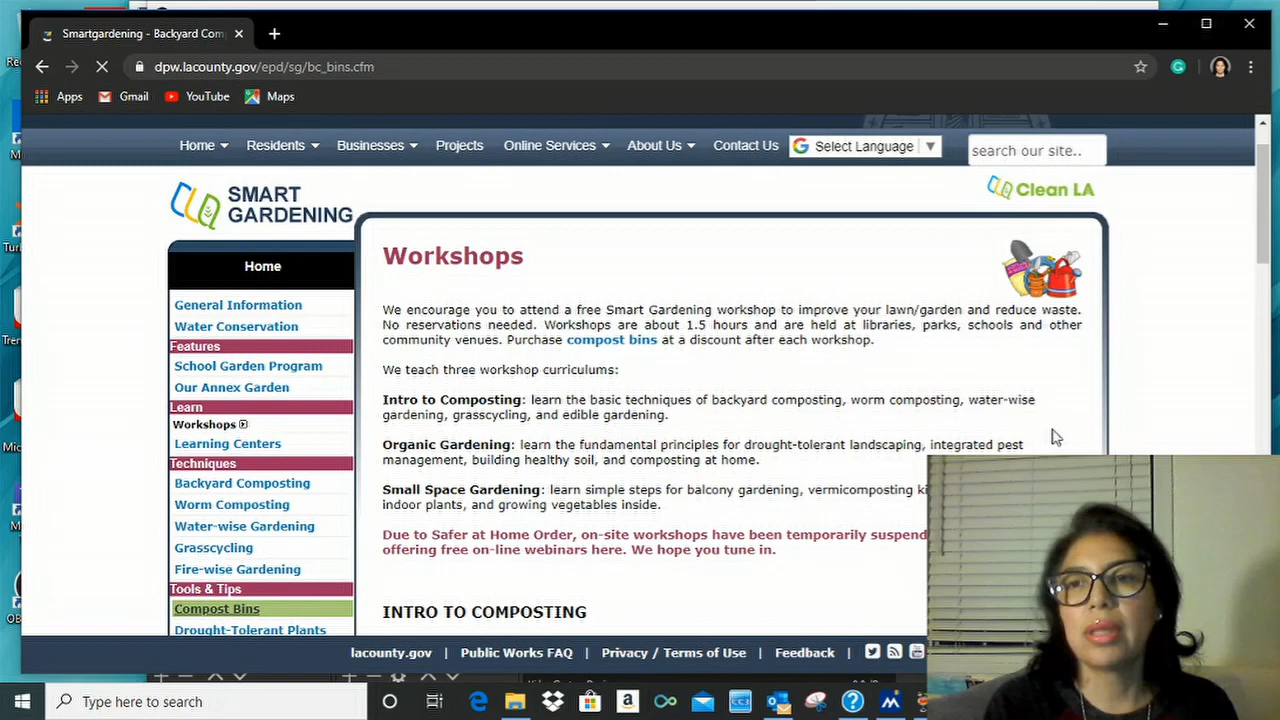 Smartgardening - Backyard Com
dpw.lacounty.gov/epd/sg/bc_bins.cfm
Apps Gmail YouTube Maps
Home Residents Businesses Projects Online Services About Us Contact Us Select Language search our site..
SMART
GARDENING
Clean LA
Home
General Information
Water Conservation
Features
School Garden Program
Our Annex Garden
Learn
Workshops
Learning Centers
Techniques
Backyard Composting
Worm Composting
Water-wise Gardening
Grasscycling
Fire-wise Gardening
Tools & Tips
Compost Bins
Drought-Tolerant Plants
Workshops
We encourage you to attend a free Smart Gardening workshop to improve your lawn/garden and reduce waste.
No reservations needed. Workshops are about 1.5 hours and are held at libraries, parks, schools and other
community venues. Purchase compost bins at a discount after each workshop.
We teach three workshop curriculums:
Intro to Composting: learn the basic techniques of backyard composting, worm composting, water-wise
gardening, grasscycling, and edible gardening.
Organic Gardening: learn the fundamental principles for drought-tolerant landscaping, integrated pest
management, building healthy soil, and composting at home.
Small Space Gardening: learn simple steps for balcony gardening, vermicomposting ki
indoor plants, and growing vegetables inside.
Due to Safer at Home Order, on-site workshops have been temporarily suspend
offering free on-line webinars here. We hope you tune in.
INTRO TO COMPOSTING
lacounty.gov | Public Works FAQ | Privacy / Terms of Use | Feedback |
Type here to search